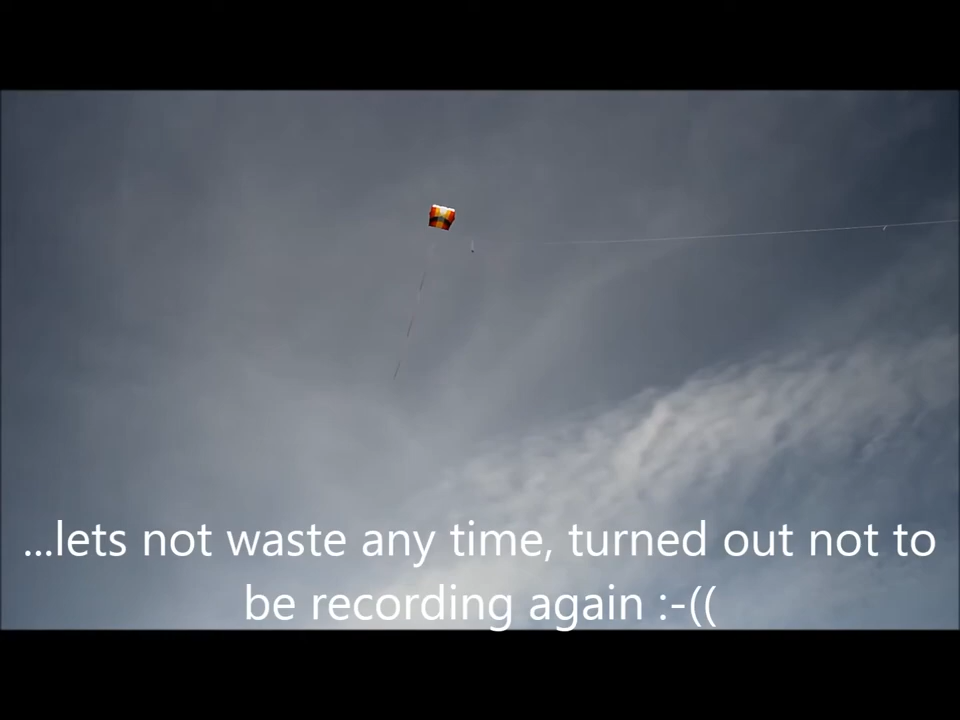 ...lets not waste any time, turned out not to
be recording again :-((